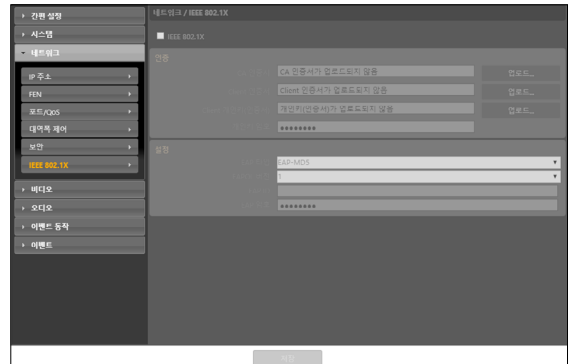 간편 설정
시스템
네트워크
IP 주소
FEN
포트/QoS
대역폭 제어
보안
IEEE 802.1X
비디오
오디오
이벤트 동작
이벤트
네트워크 / IEEE 802.1X
IEEE 802.1X
인증
CA 인증서가 업로드되지 않음 업로드...
Client 인증서가 업로드되지 않음 업로드...
개인키(인증서)가 업로드되지 않음 업로드...
●●●●●●●●
설정
EAP-MD5
1
●●●●●●●●